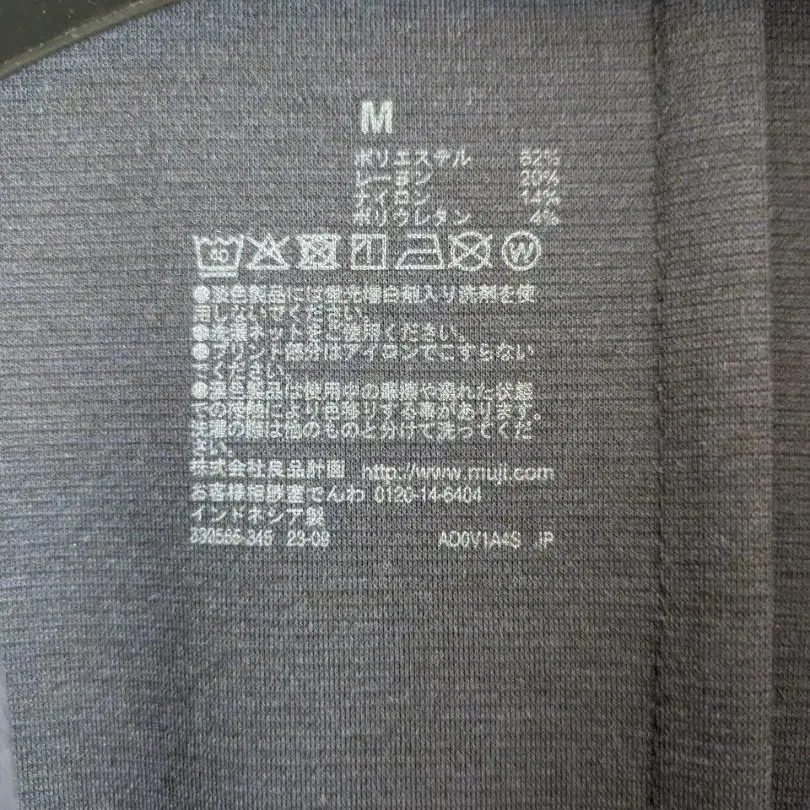 M
ポリエステル 62%
レーヨン 20%
ナイロン 14%
ポリウレタン 4%
40
W
●淡色製品には蛍光増白剤入り洗剤を使
用しないでください。
●洗濯ネットをご使用ください。
●プリント部分はアイロンでこすらない
でください。
●濃色製品は使用中の摩擦や濡れた状態
での接触により色移りする事があります。
洗濯の際は他のものと分けて洗ってくだ
さい。
株式会社良品計画 http://www.muji.com
お客様相談室でんわ 0120-14-6404
インドネシア製
23-09
AD0V1A4S JP